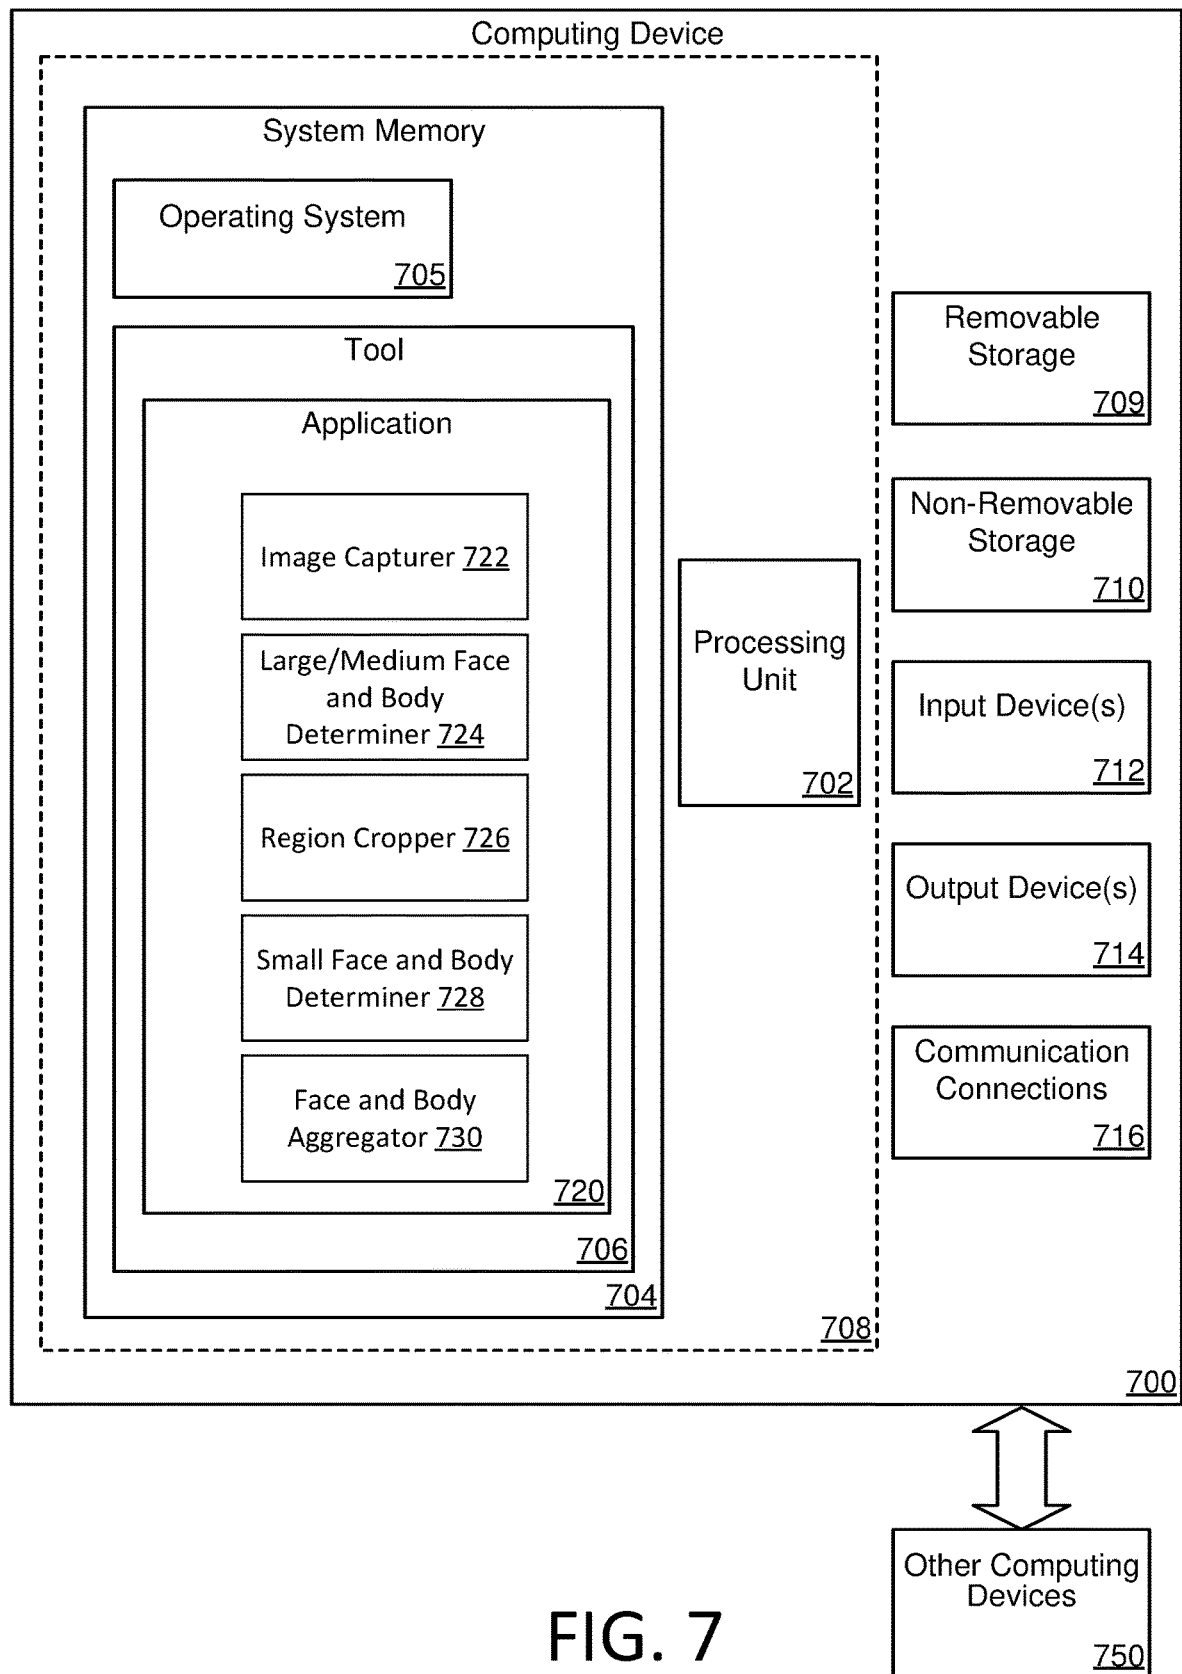 Computing Device
System Memory
Operating System
705
Tool
Application
Image Capturer 722
Large/Medium Face
and Body
Determiner 724
Region Cropper 726
Small Face and Body
Determiner 728
Face and Body
Aggregator 730
720
706
704
Processing
Unit
702
708
Removable
Storage
709
Non-Removable
Storage
710
Input Device(s)
712
Output Device(s)
714
Communication
Connections
716
700
Other Computing
Devices
750
FIG. 7